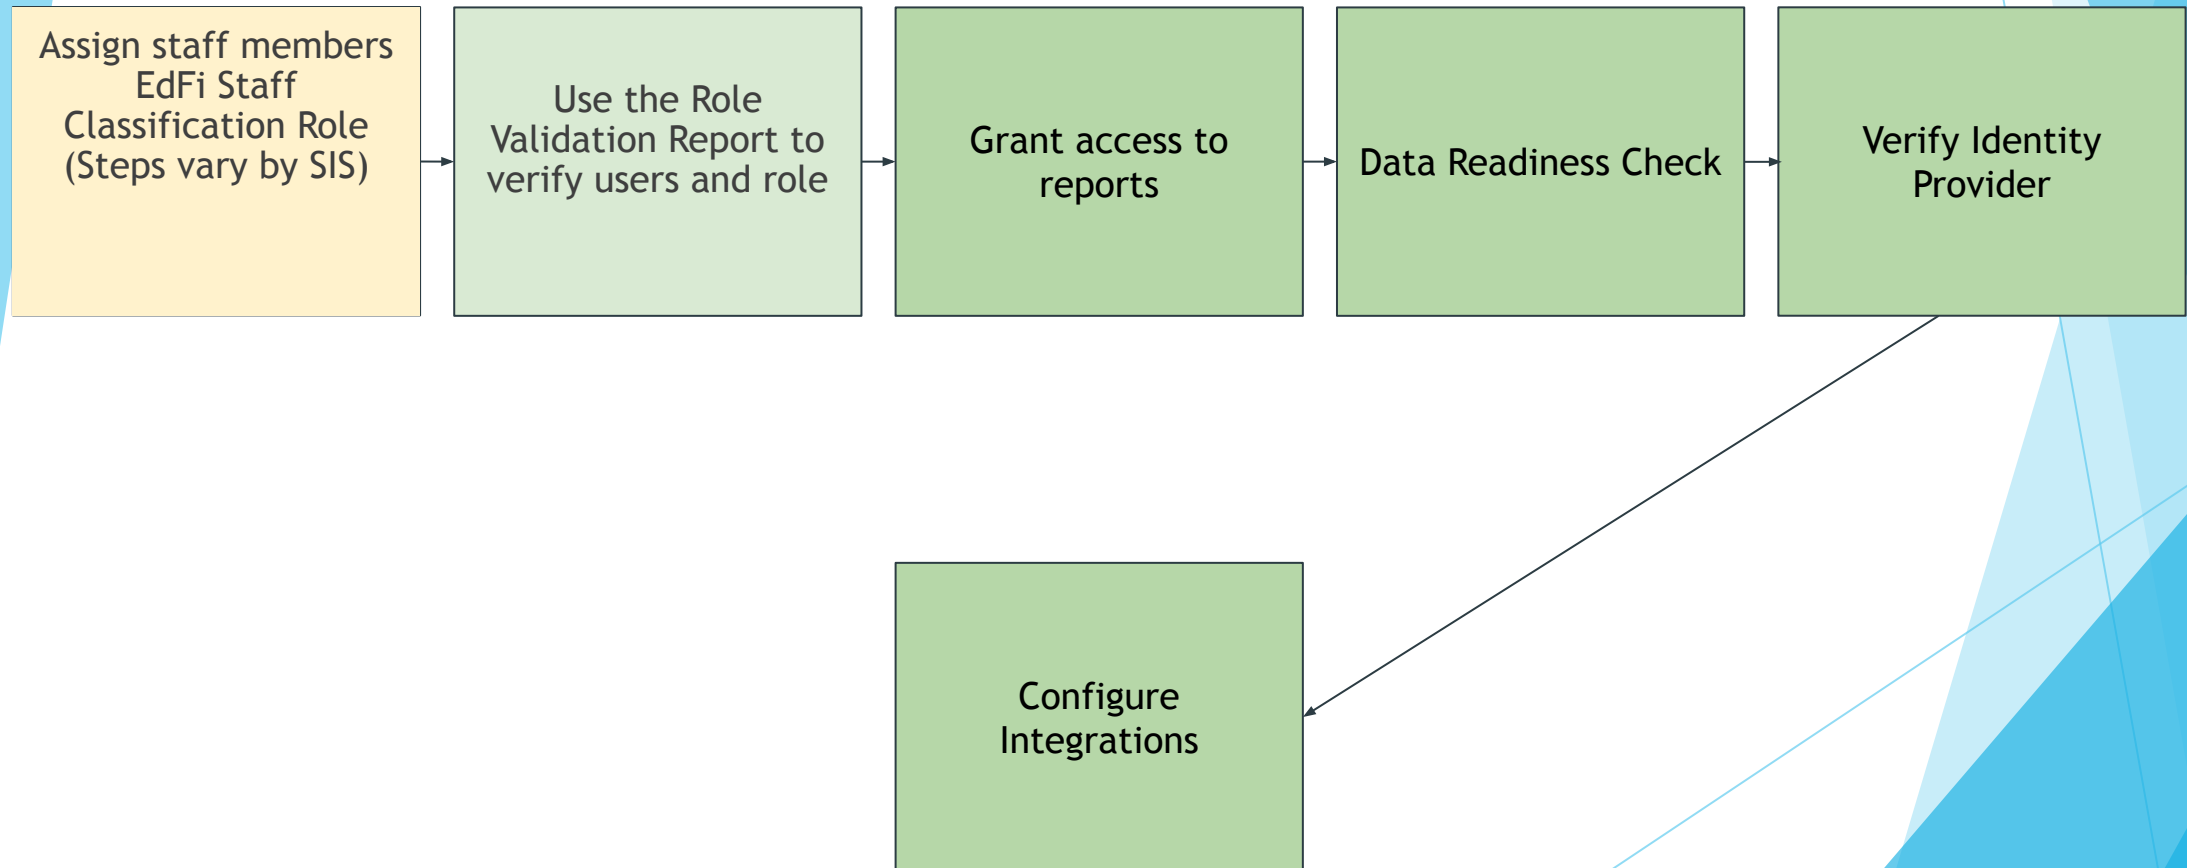 Assign staff members
EdFi Staff
Classification Role
(Steps vary by SIS)
Use the Role
Validation Report to
verify users and role
Grant access to
reports
Data Readiness Check
Verify Identity
Provider
Configure
Integrations